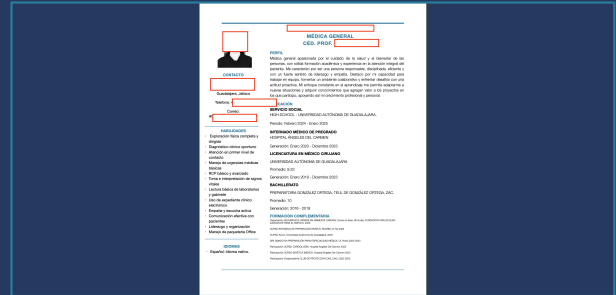 MÉDICA GENERAL
CÉD. PROF.
PERFIL
Médica general apasionada por el cuidado de la salud y el bienestar de las
personas, con sólida formación académica y experiencia en la atención integral del
paciente. Me caracterizo por ser una persona responsable, disciplinada, eficiente y
con un fuerte sentido de liderazgo y empatía. Destaco por mi capacidad para
trabajar en equipo, fomentar un ambiente colaborativo y enfrentar desafíos con una
actitud proactiva. Mi enfoque constante en el aprendizaje me permite adaptarme a
nuevas situaciones y adquirir conocimientos que agregan valor a los proyectos en
los que participo, apoyando así mi crecimiento profesional y personal.
CONTACTO
Guadalajara, Jalisco
Teléfono.
Correo.
HABILIDADES
Exploración física completa y
dirigida
Diagnóstico clínico oportuno
Atención en primer nivel de
contacto
Manejo de urgencias médicas
básicas
RCP básico y avanzado
Toma e interpretación de signos
vitales
Lectura básica de laboratorios
y gabinete
Uso de expediente clínico
electrónico
Empatía y escucha activa
Comunicación efectiva con
pacientes
Liderazgo y organización
Manejo de paquetería Office
IDIOMAS
Español: Idioma nativo.
SERVICIO SOCIAL
HIGH SCHOOL - UNIVERSIDAD AUTÓNOMA DE GUADALAJARA
Periodo: Febrero 2024 - Enero 2025
INTERNADO MÉDICO DE PREGRADO
HOSPITAL ÁNGELES DEL CARMEN
Generación: Enero 2023 - Diciembre 2023
LICENCIATURA EN MÉDICO CIRUJANO
UNIVERSIDAD AUTÓNOMA DE GUADALAJARA
Promedio: 9.20
Generación: Enero 2019 - Diciembre 2023
BACHILLERATO
PREPARATORIA GONZÁLEZ ORTEGA, TEUL DE GONZÁLEZ ORTEGA, ZAC.
Promedio: 10
Generación: 2015 - 2018
FORMACIÓN COMPLEMENTARIA